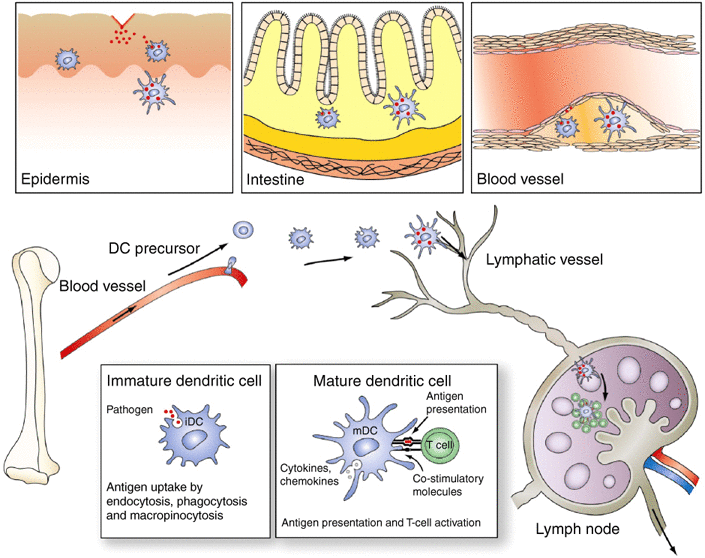 Epidermis
Intestine
Blood vessel
DC precursor
Blood vessel
Lymphatic vessel
Immature dendritic cell
Pathogen
iDC
Antigen uptake by
endocytosis, phagocytosis
and macropinocytosis
Mature dendritic cell
Antigen
presentation
mDC
T cell
Cytokines,
chemokines
Co-stimulatory
molecules
Antigen presentation and T-cell activation
Lymph node